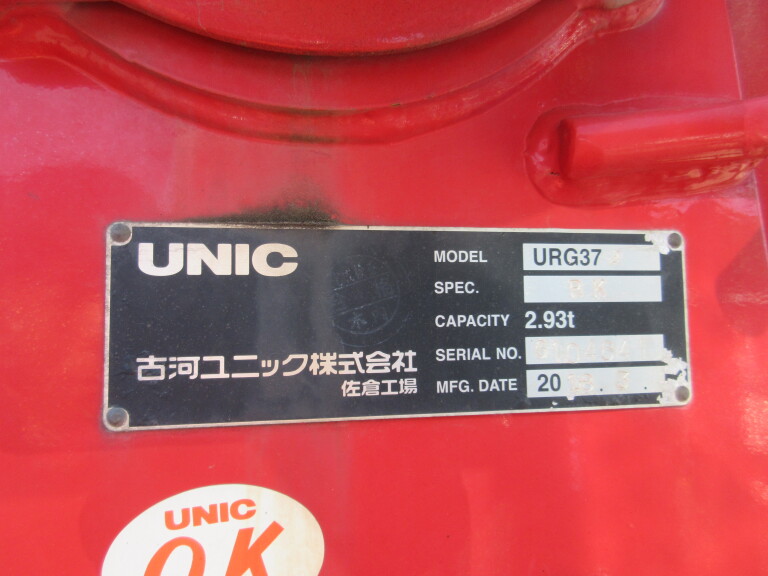 UNIC
古河ユニック株式会社
佐倉工場
MODEL URG37
SPEC.
CAPACITY 2.93t
SERIAL NO.
MFG. DATE 20
UNIC
OK